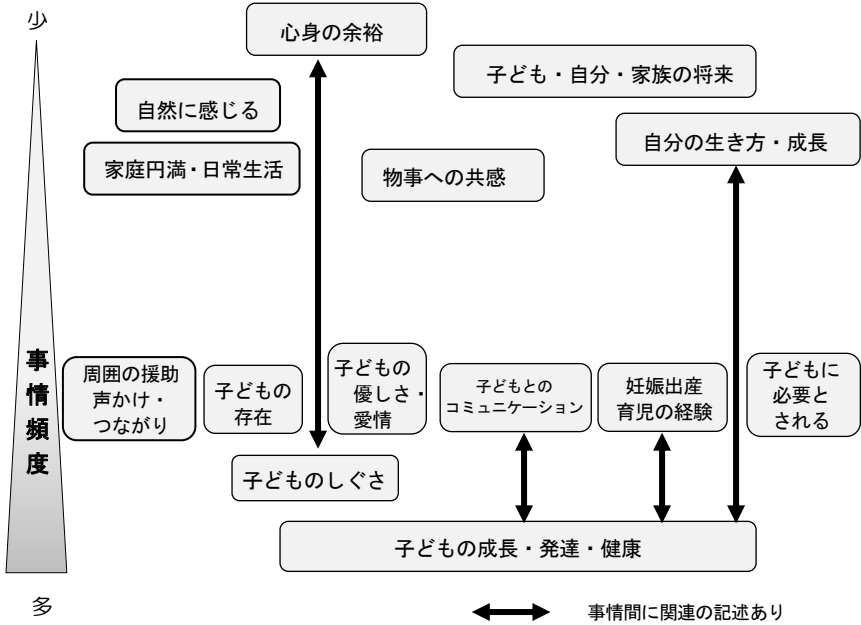 少
心身の余裕
子ども・自分・家族の将来
自然に感じる
自分の生き方・成長
家庭円満・日常生活
物事への共感
事情頻度
周囲の援助
声かけ・
つながり
子どもの
存在
子どもの
優しさ・
愛情
子どもとの
コミュニケーション
妊娠出産
育児の経験
子どもに
必要と
される
子どものしぐさ
子どもの成長・発達・健康
多
事情間に関連の記述あり